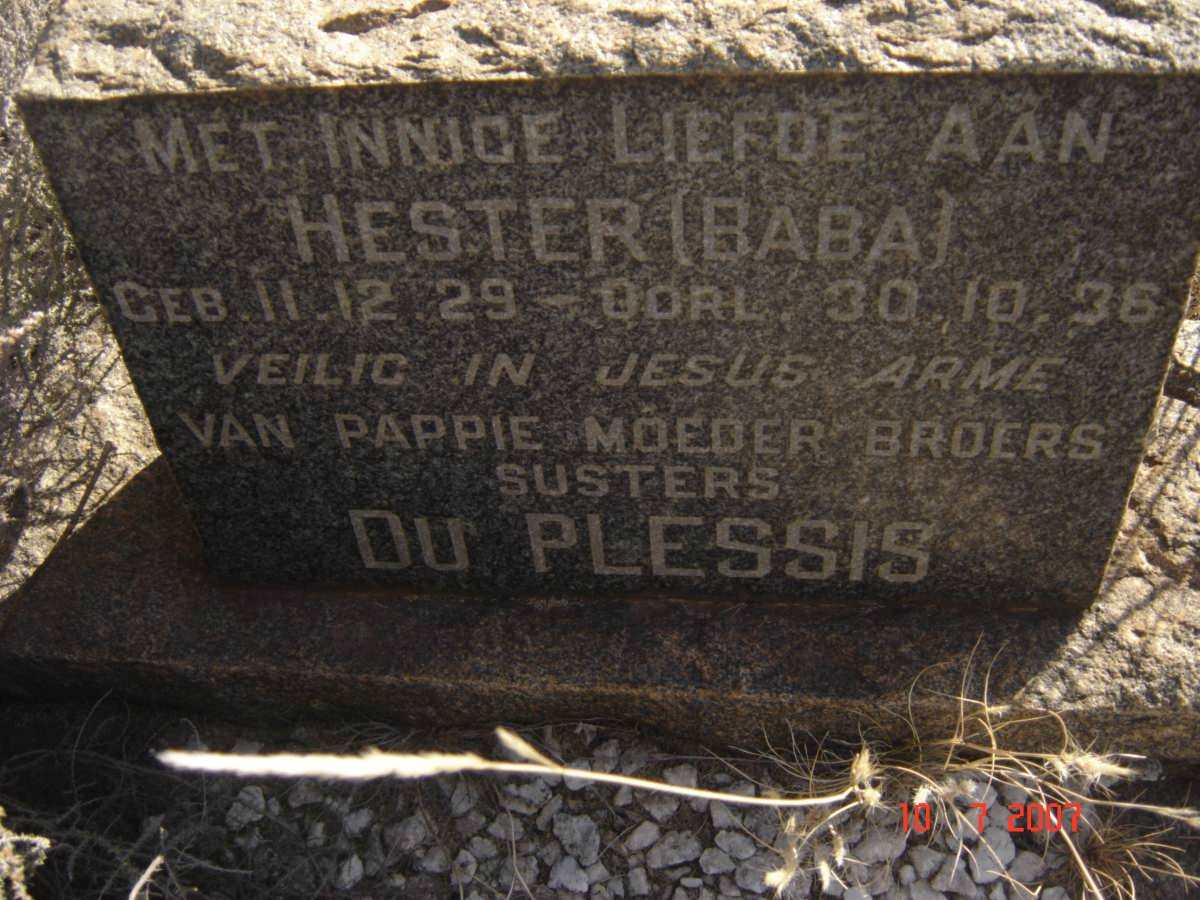 MET INNIGE LIEFDE AAN
HESTER (BABA)
GEB. 11.12.29 - OORL. 30.10.36
VEILIG IN JESUS ARME
VAN PAPPIE MOEDER BROERS
SUSTERS
DU PLESSIS
10 7 2007